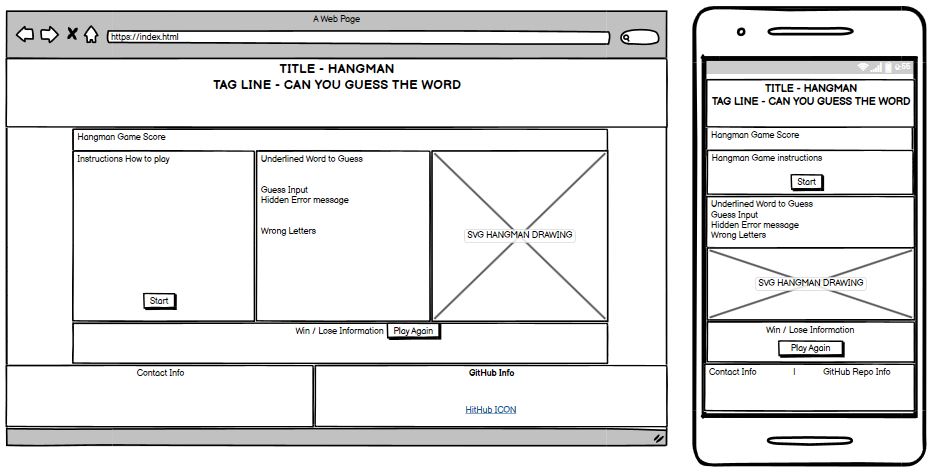 A Web Page
https://index.html
TITLE - HANGMAN
TAG LINE - CAN YOU GUESS THE WORD
Hangman Game Score
Instructions How to play
Start
Underlined Word to Guess
Guess Input
Hidden Error message
Wrong Letters
SVG HANGMAN DRAWING
Win / Lose Information Play Again
Contact Info
GitHub Info
HitHub ICON
TITLE - HANGMAN
TAG LINE - CAN YOU GUESS THE WORD
Hangman Game Score
Hangman Game instructions
Start
Underlined Word to Guess
Guess Input
Hidden Error message
Wrong Letters
SVG HANGMAN DRAWING
Win / Lose Information
Play Again
Contact Info | GitHub Repo Info